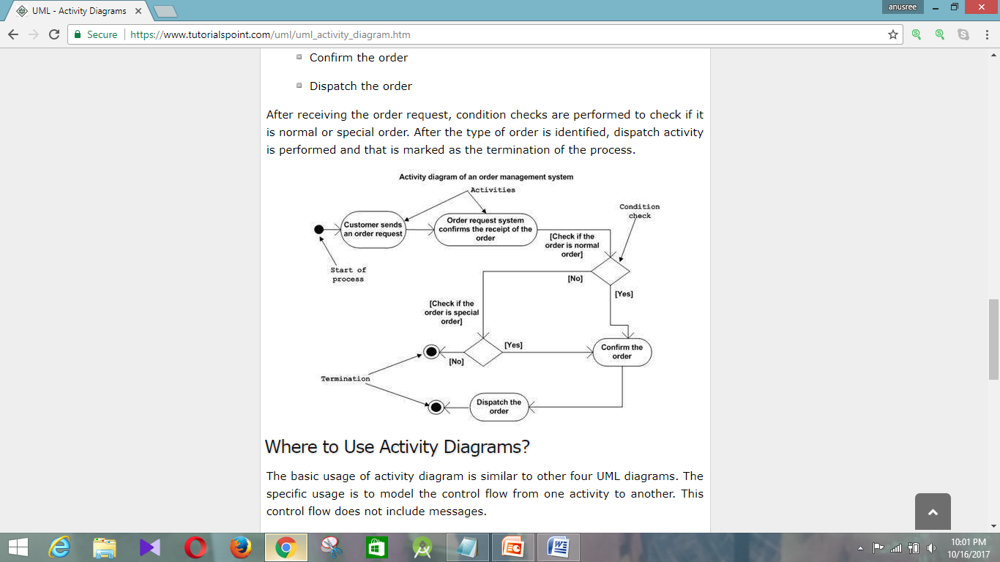 UML - Activity Diagrams
anusree
Secure
https://www.tutorialspoint.com/uml/uml_activity_diagram.htm
Confirm the order
Dispatch the order
After receiving the order request, condition checks are performed to check if it
is normal or special order. After the type of order is identified, dispatch activity
is performed and that is marked as the termination of the process.
Activity diagram of an order management system
Activities
Condition
check
Customer sends
an order request
Order request system
confirms the receipt of the
order
[Check if the
order is normal
order]
Start of
process
[No]
[Yes]
[Check if the
order is special
order]
[Yes]
[No]
Confirm the
order
Termination
Dispatch the
order
Where to Use Activity Diagrams?
The basic usage of activity diagram is similar to other four UML diagrams. The
specific usage is to model the control flow from one activity to another. This
control flow does not include messages.
10:01 PM
10/16/2017